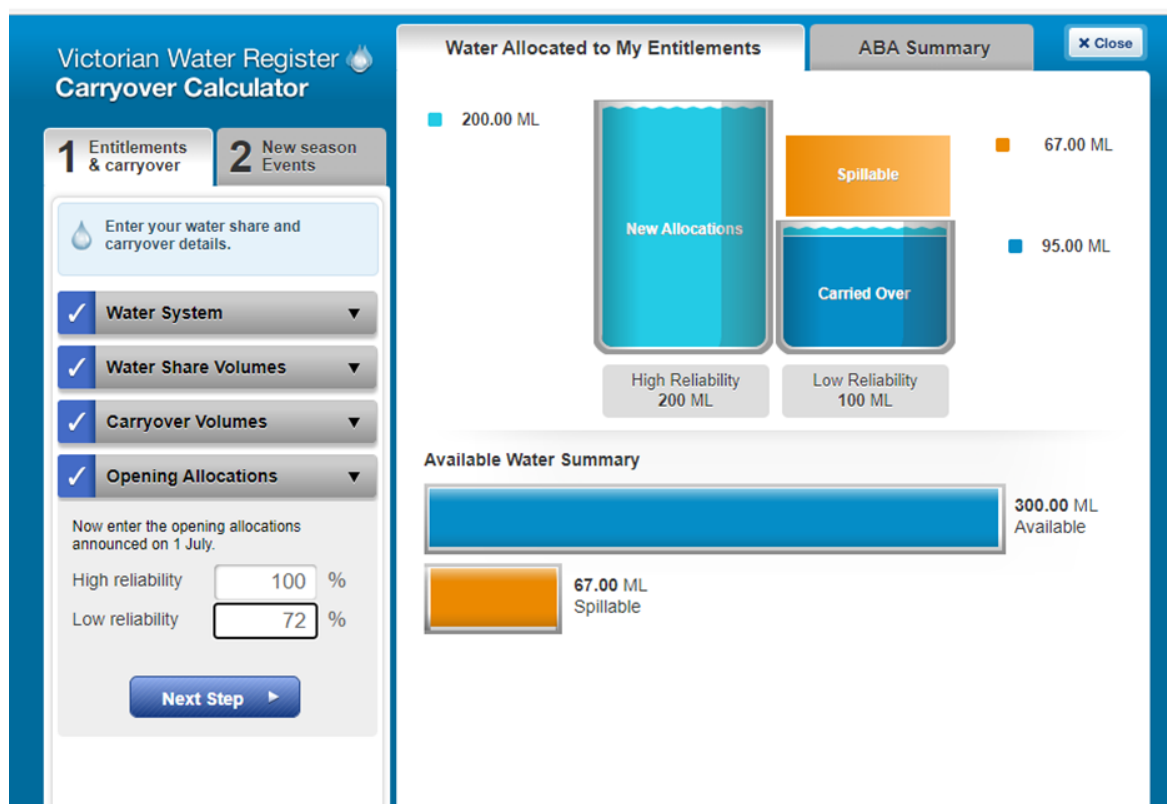 Victorian Water Register
Carryover Calculator
1 Entitlements
& carryover
2 New season
Events
Enter your water share and
carryover details.
Water System
Water Share Volumes
Carryover Volumes
Opening Allocations
Now enter the opening allocations
announced on 1 July.
High reliability 100 %
Low reliability 72 %
Next Step
Water Allocated to My Entitlements
ABA Summary
x Close
200.00 ML
New Allocations
Spillable
67.00 ML
Carried Over
95.00 ML
High Reliability
200 ML
Low Reliability
100 ML
Available Water Summary
300.00 ML
Available
67.00 ML
Spillable